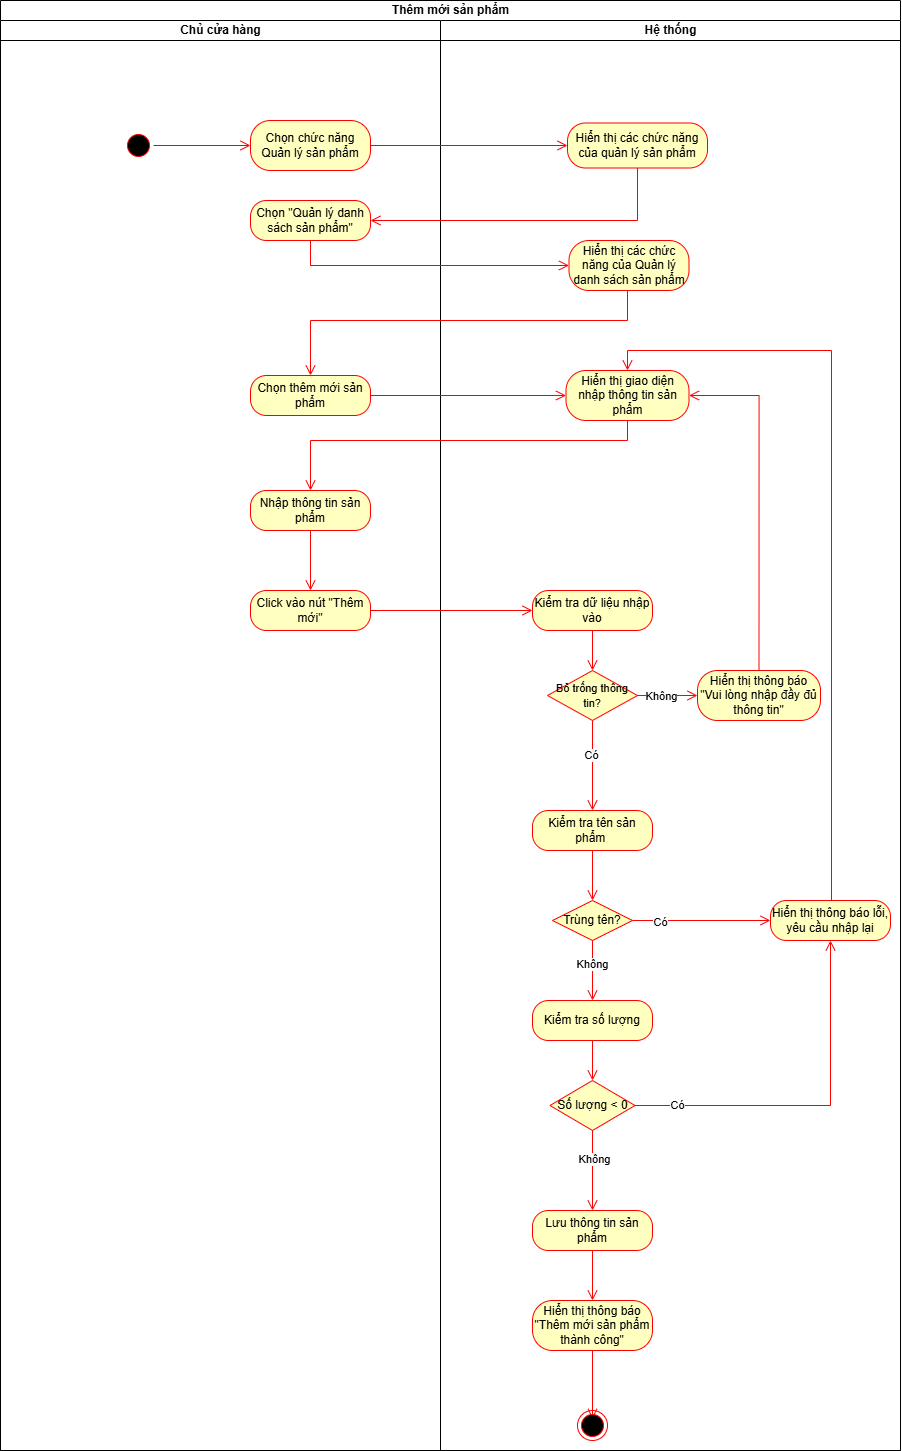 Thêm mới sản phẩm
Chủ cửa hàng
Hệ thống
Chọn chức năng
Quản lý sản phẩm
Hiển thị các chức năng
của quản lý sản phẩm
Chọn "Quản lý danh
sách sản phẩm"
Hiển thị các chức
năng của Quản lý
danh sách sản phẩm
Chọn thêm mới sản
phẩm
Hiển thị giao diện
nhập thông tin sản
phẩm
Nhập thông tin sản
phẩm
Click vào nút "Thêm
mới"
Kiểm tra dữ liệu nhập
vào
Bỏ trống thông
tin?
Không
Hiển thị thông báo
"Vui lòng nhập đầy đủ
thông tin"
Có
Kiểm tra tên sản
phẩm
Trùng tên?
Có
Hiển thị thông báo lỗi,
yêu cầu nhập lại
Không
Kiểm tra số lượng
Số lượng < 0
Có
Không
Lưu thông tin sản
phẩm
Hiển thị thông báo
"Thêm mới sản phẩm
thành công"